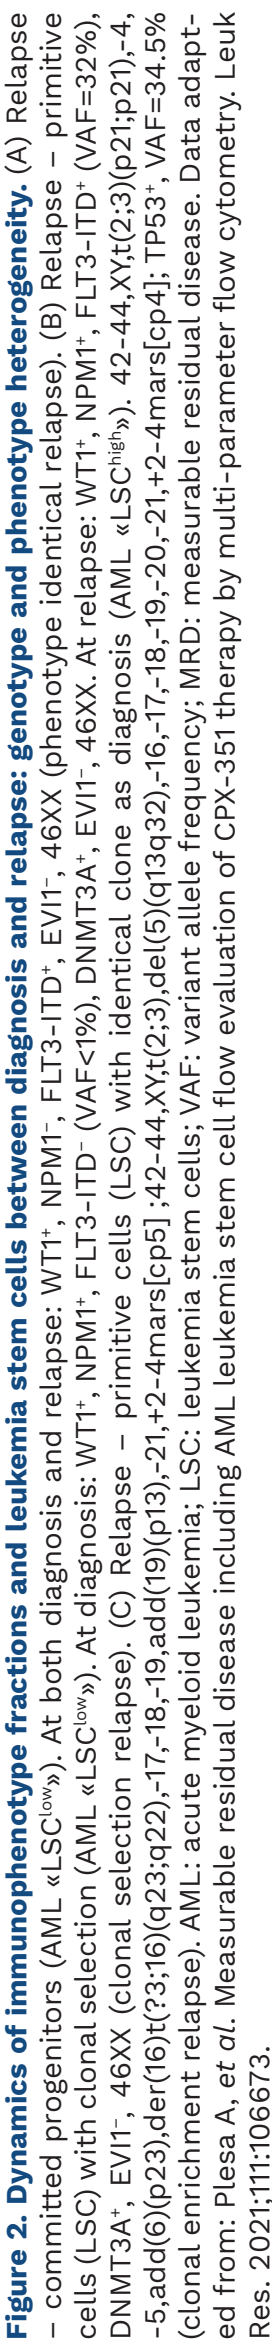 Figure 2. Dynamics of immunophenotype fractions and leukemia stem cells between diagnosis and relapse: genotype and phenotype heterogeneity. (A) Relapse
– committed progenitors (AML «LSClow»). At both diagnosis and relapse: WT1+, NPM1−, FLT3-ITD+, EVI1−, 46XX (phenotype identical relapse). (B) Relapse – primitive
cells (LSC) with clonal selection (AML «LSClow»). At diagnosis: WT1+, NPM1+, FLT3-ITD− (VAF<1%), DNMT3A+, EVI1−, 46XX. At relapse: WT1+, NPM1+, FLT3-ITD+ (VAF=32%),
DNMT3A+, EVI1−, 46XX (clonal selection relapse). (C) Relapse – primitive cells (LSC) with identical clone as diagnosis (AML «LSChigh»). 42-44,XY,t(2;3)(p21;p21),-4,
-5,add(6)(p23),der(16)t(?3;16)(q23;q22),-17,-18,-19,add(19)(p13),-21,+2-4mars[cp5] ;42-44,XY,t(2;3),del(5)(q13q32),-16,-17,-18,-19,-20,-21,+2-4mars[cp4]; TP53+, VAF=34.5%
(clonal enrichment relapse). AML: acute myeloid leukemia; LSC: leukemia stem cells; VAF: variant allele frequency; MRD: measurable residual disease. Data adapt-
ed from: Plesa A, et al. Measurable residual disease including AML leukemia stem cell flow evaluation of CPX-351 therapy by multi-parameter flow cytometry. Leuk
Res. 2021;111:106673.